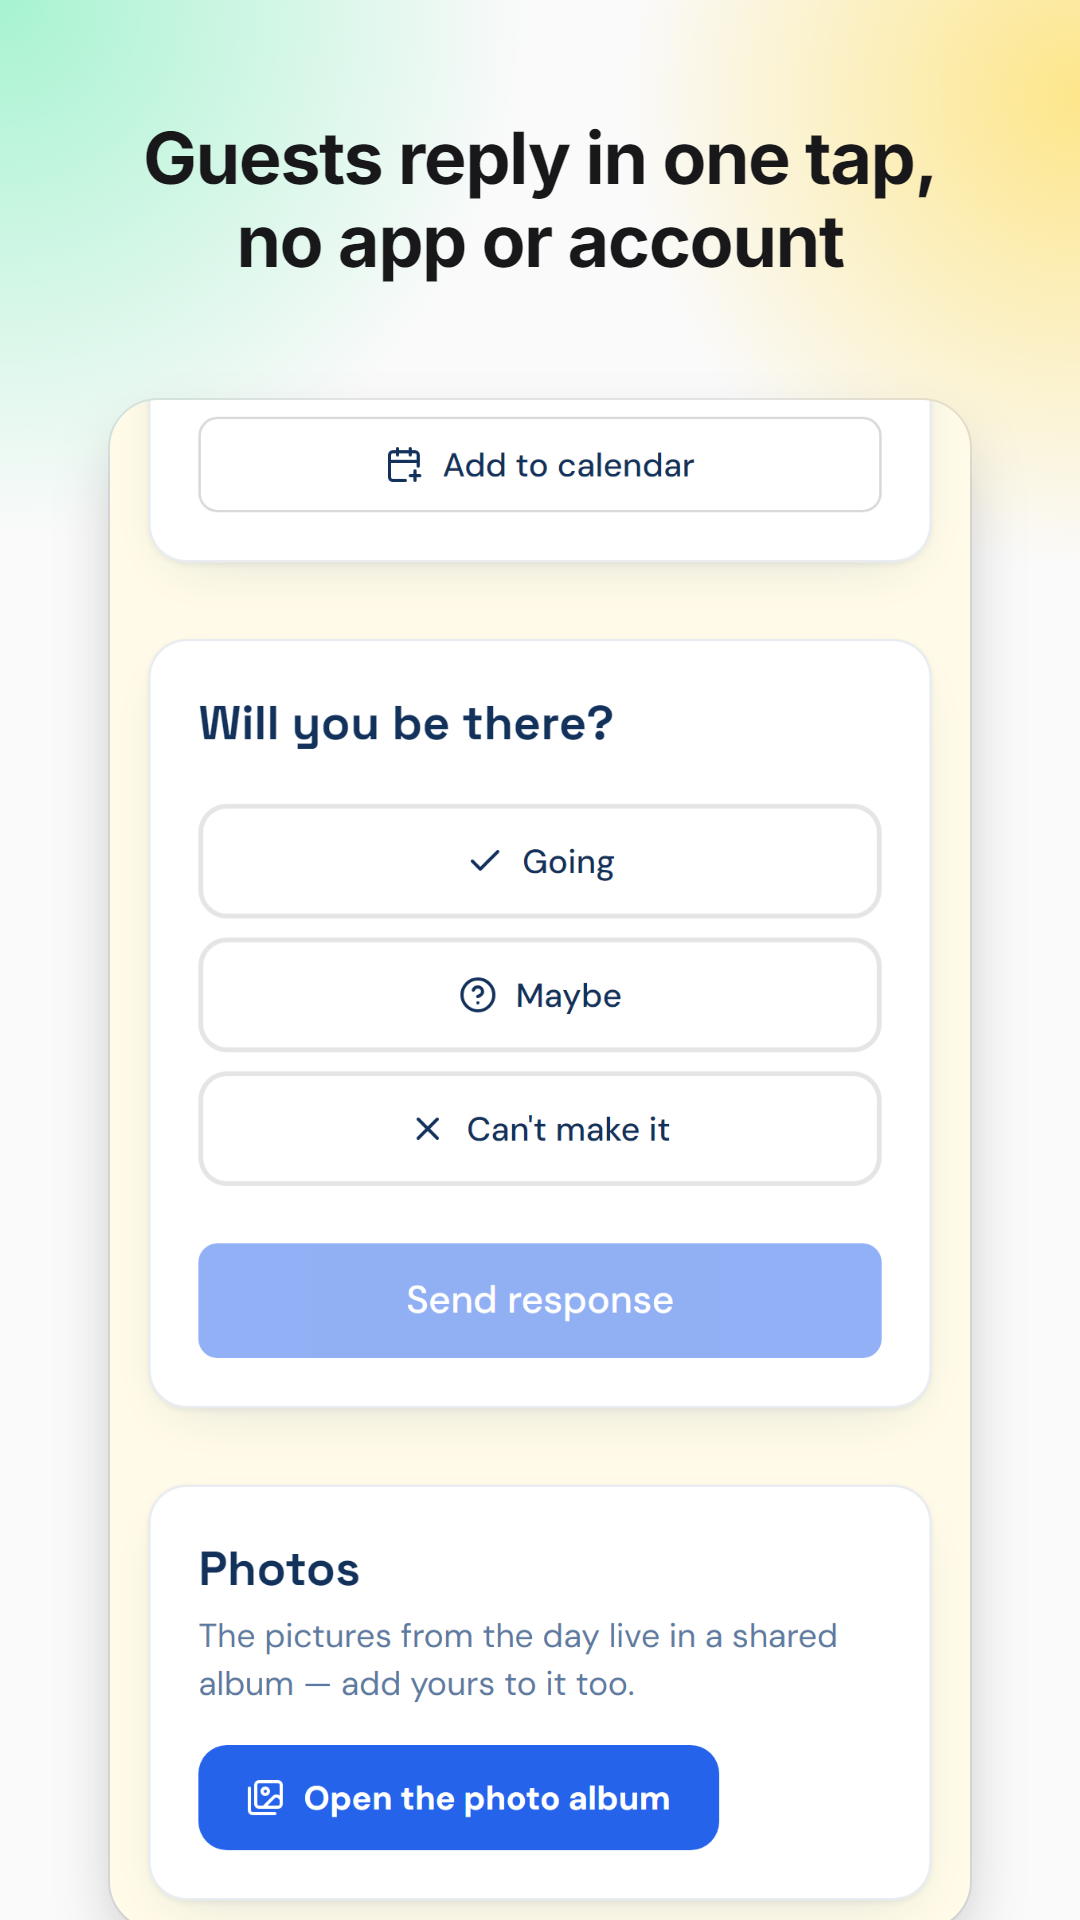 Guests reply in one tap,
no app or account
Add to calendar
Will you be there?
Going
Maybe
Can't make it
Send response
Photos
The pictures from the day live in a shared
album — add yours to it too.
Open the photo album